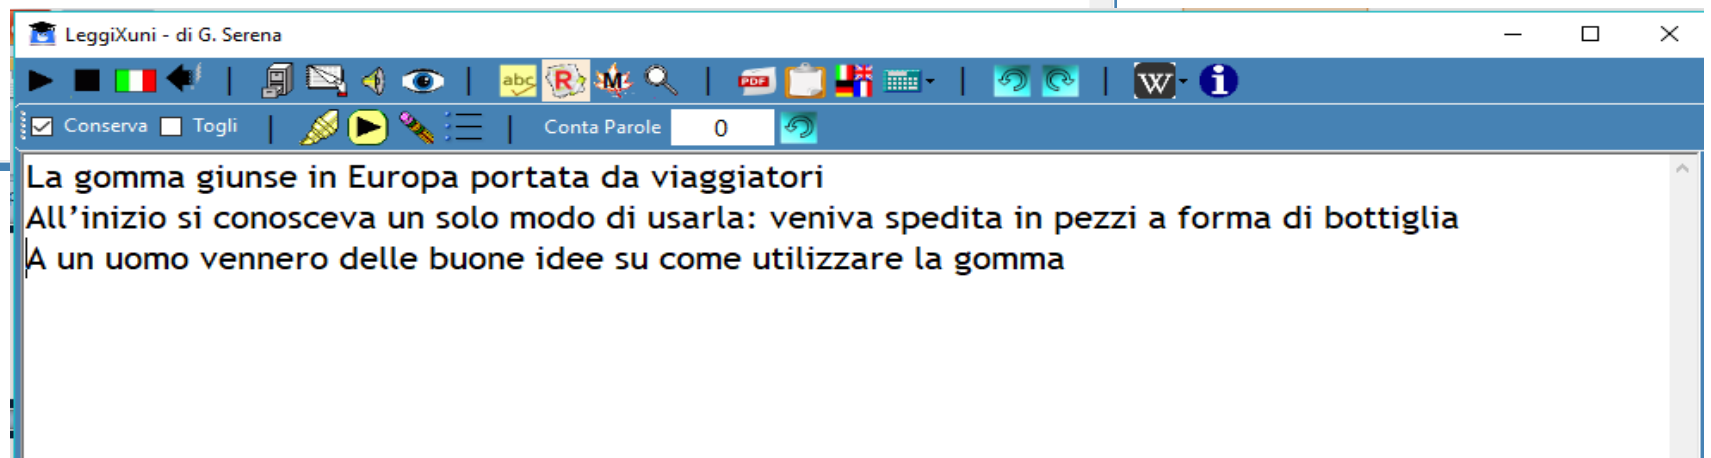 LeggiXuni - di G. Serena
abc R M PDF W i
Conserva Togli Conta Parole 0
La gomma giunse in Europa portata da viaggiatori
All’inizio si conosceva un solo modo di usarla: veniva spedita in pezzi a forma di bottiglia
A un uomo vennero delle buone idee su come utilizzare la gomma